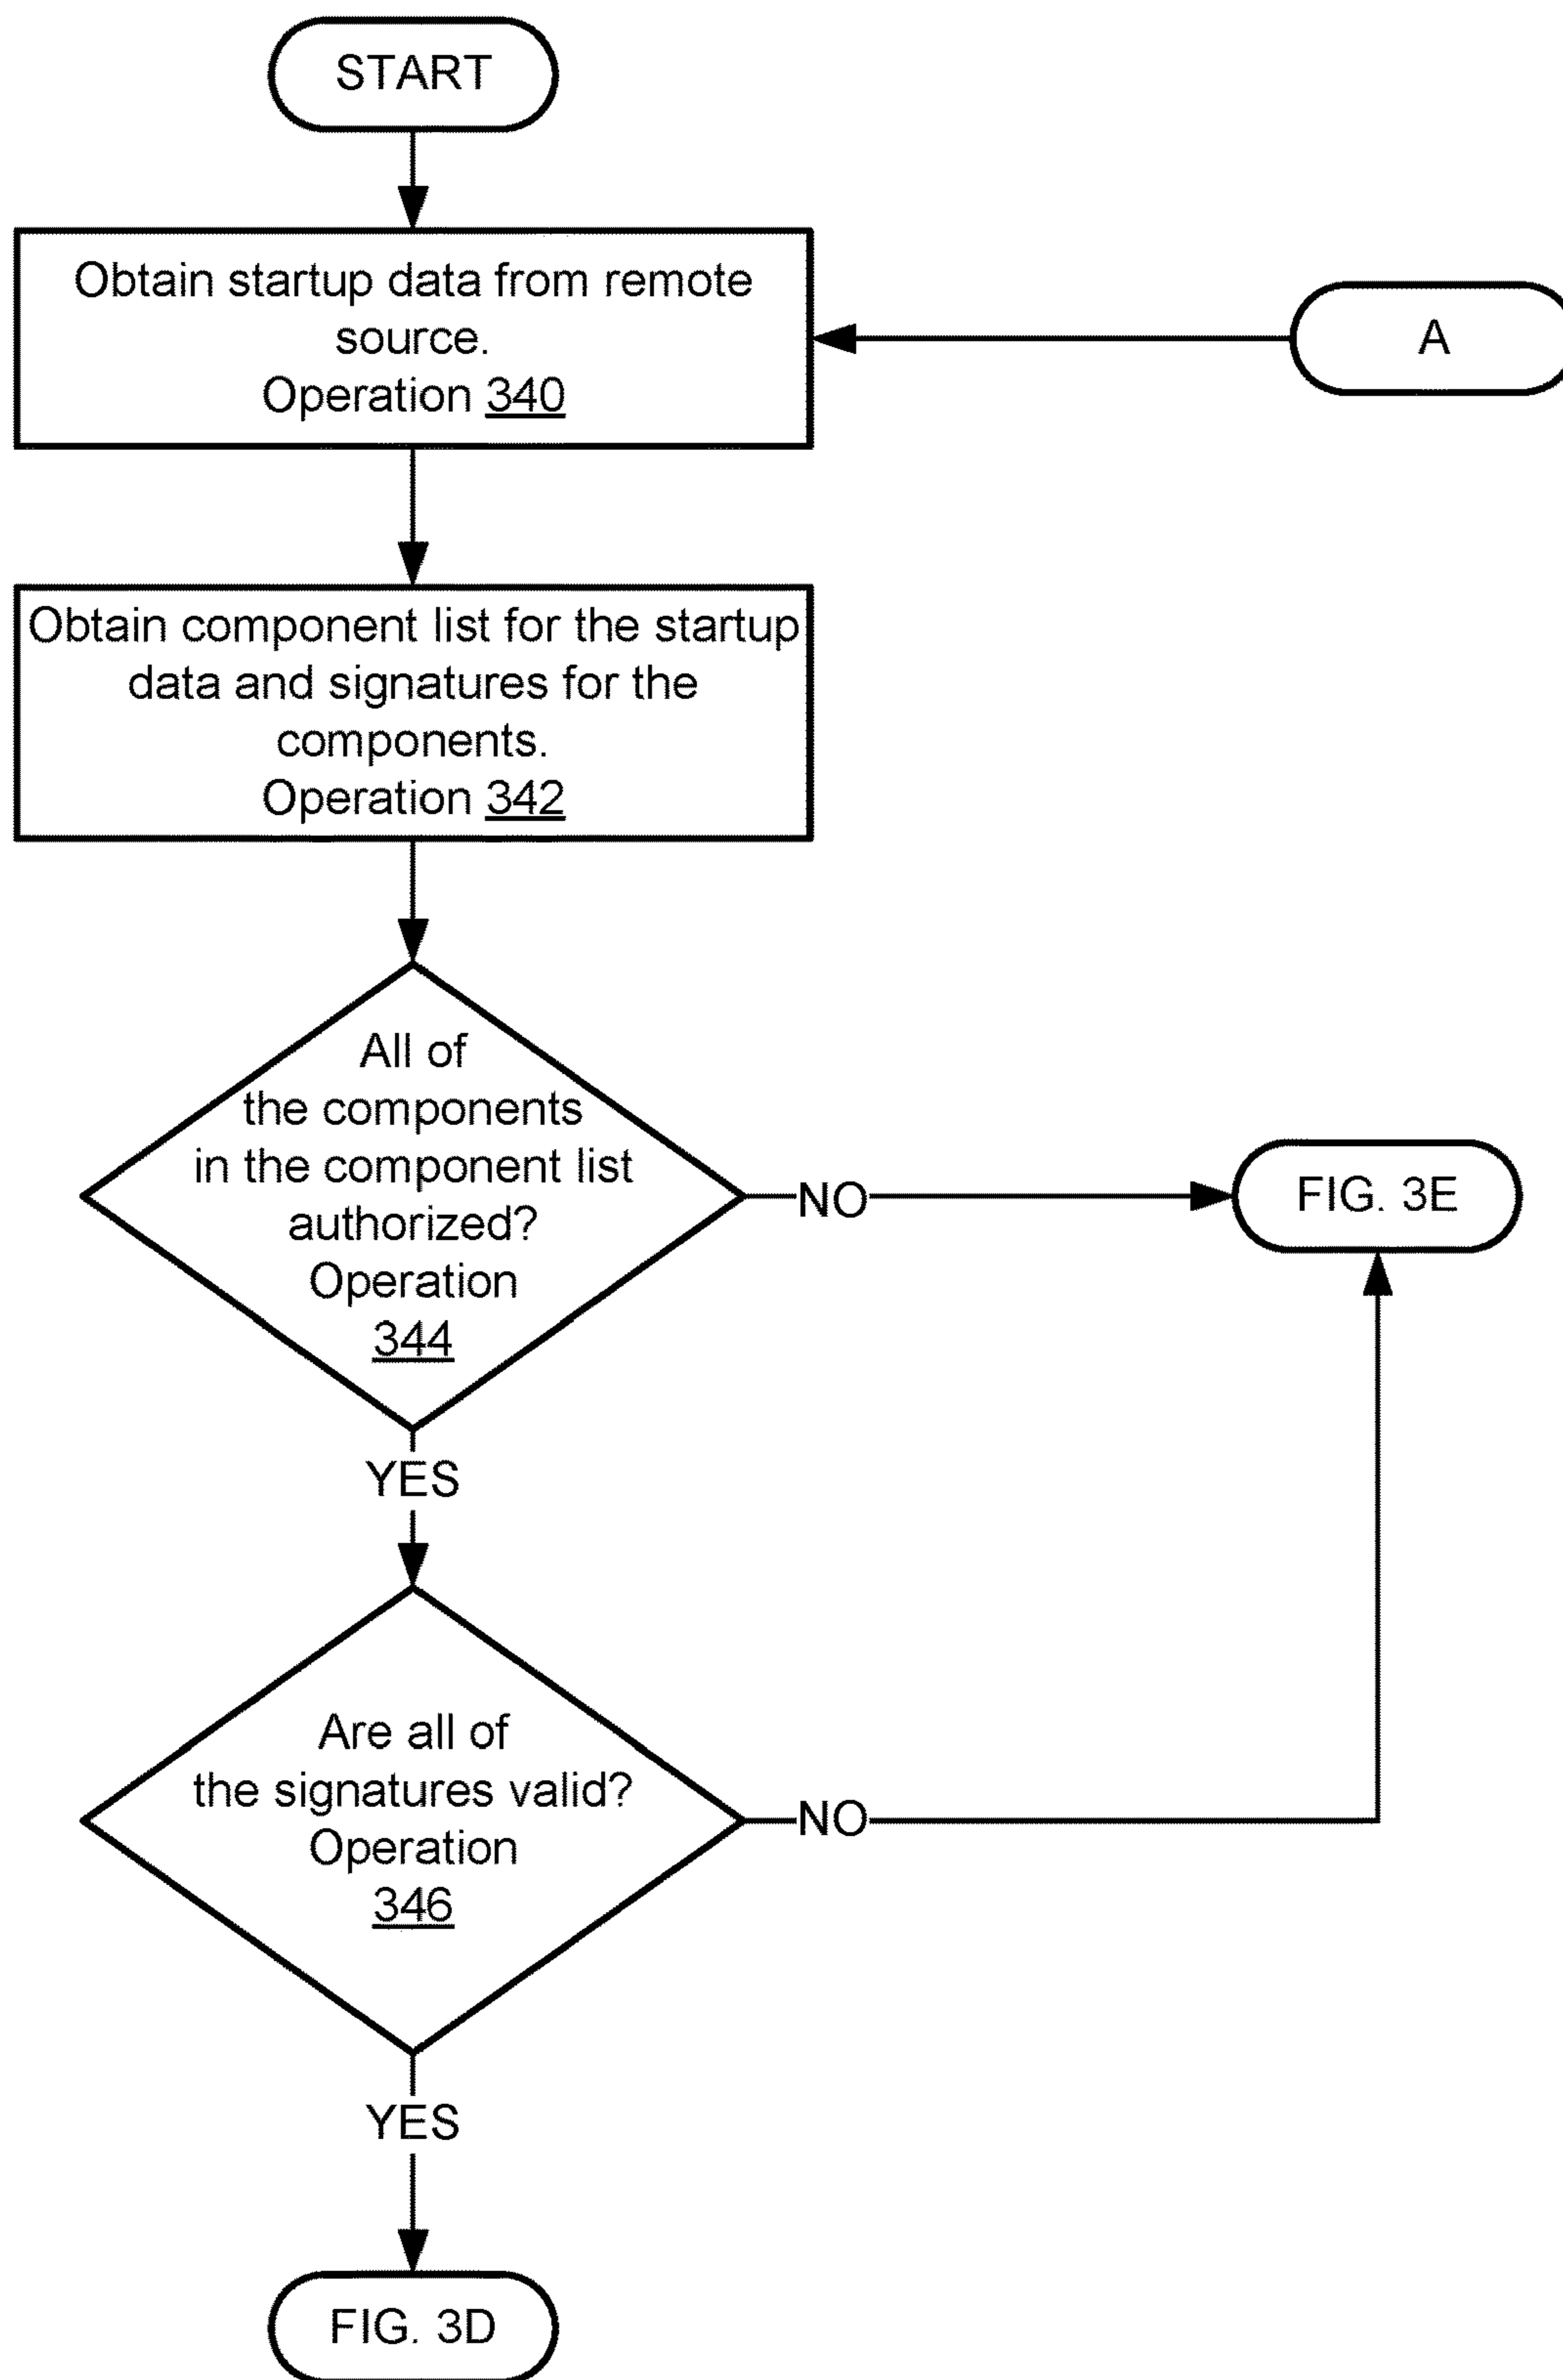 START
Obtain startup data from remote
source.
Operation 340
A
Obtain component list for the startup
data and signatures for the
components.
Operation 342
All of
the components
in the component list
authorized?
Operation
344
NO
FIG. 3E
YES
Are all of
the signatures valid?
Operation
346
NO
YES
FIG. 3D